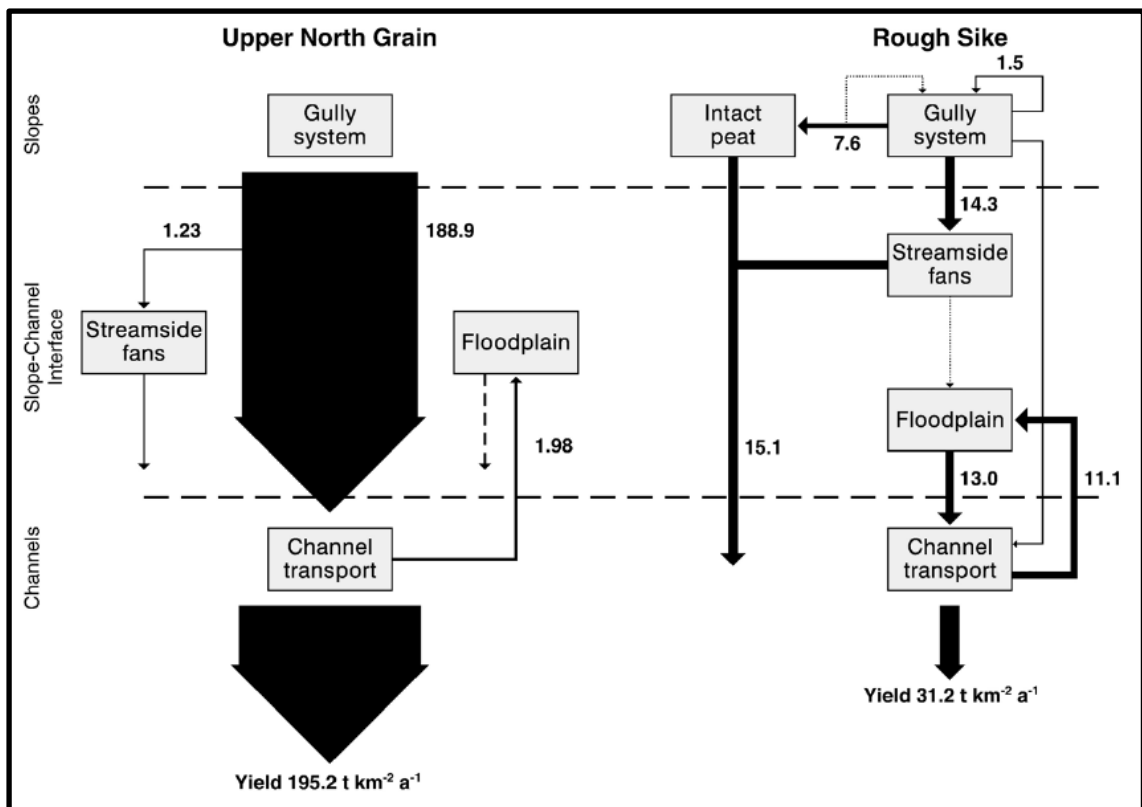 Upper North Grain
Rough Sike
Slopes
Slope-Channel
Interface
Channels
Gully
system
1.23
188.9
Streamside
fans
Floodplain
1.98
Channel
transport
Yield 195.2 t km⁻² a⁻¹
Intact
peat
7.6
Gully
system
1.5
14.3
Streamside
fans
15.1
Floodplain
13.0
11.1
Channel
transport
Yield 31.2 t km⁻² a⁻¹